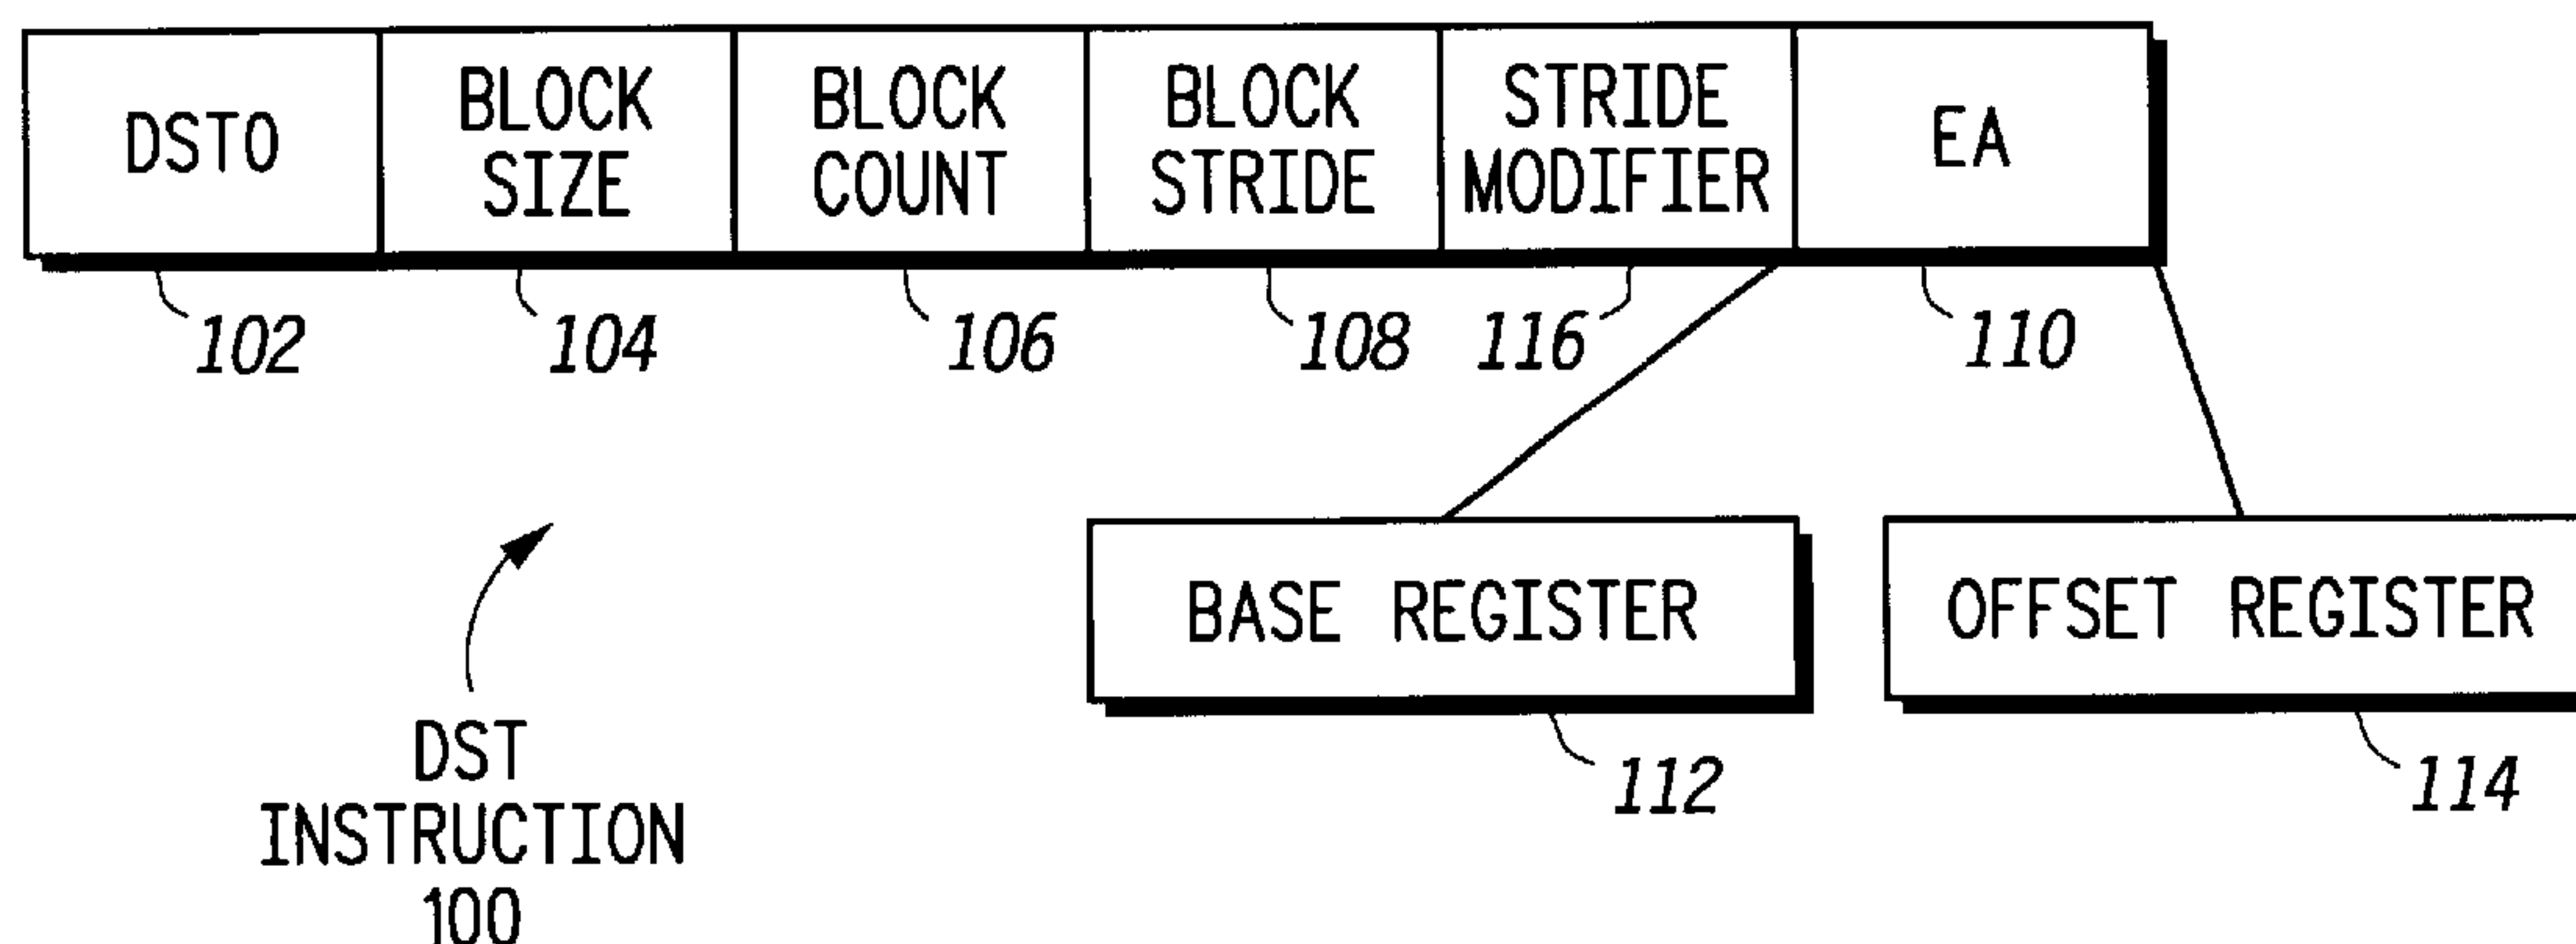 DST0
BLOCK
SIZE
BLOCK
COUNT
BLOCK
STRIDE
STRIDE
MODIFIER
EA
102
104
106
108
116
110
BASE REGISTER
OFFSET REGISTER
112
114
DST
INSTRUCTION
100